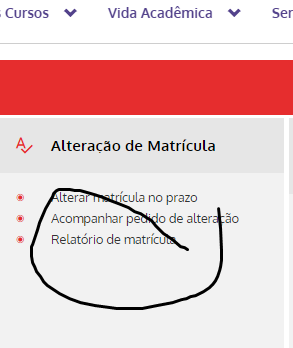 s Cursos Vida Acadêmica Ser
Alteração de Matrícula
Alterar matrícula no prazo
Acompanhar pedido de alteração
Relatório de matrícula